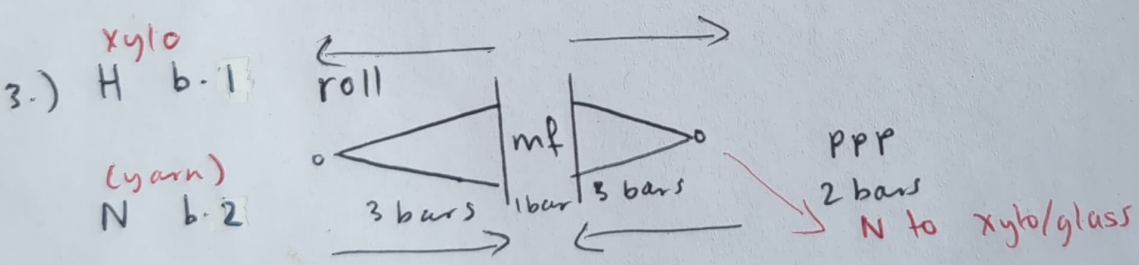 xylo
3.) H b.1 roll
mf
ppp
(yarn)
N b.2
3 bars 1 bar 3 bars 2 bars
N to xylo/glass